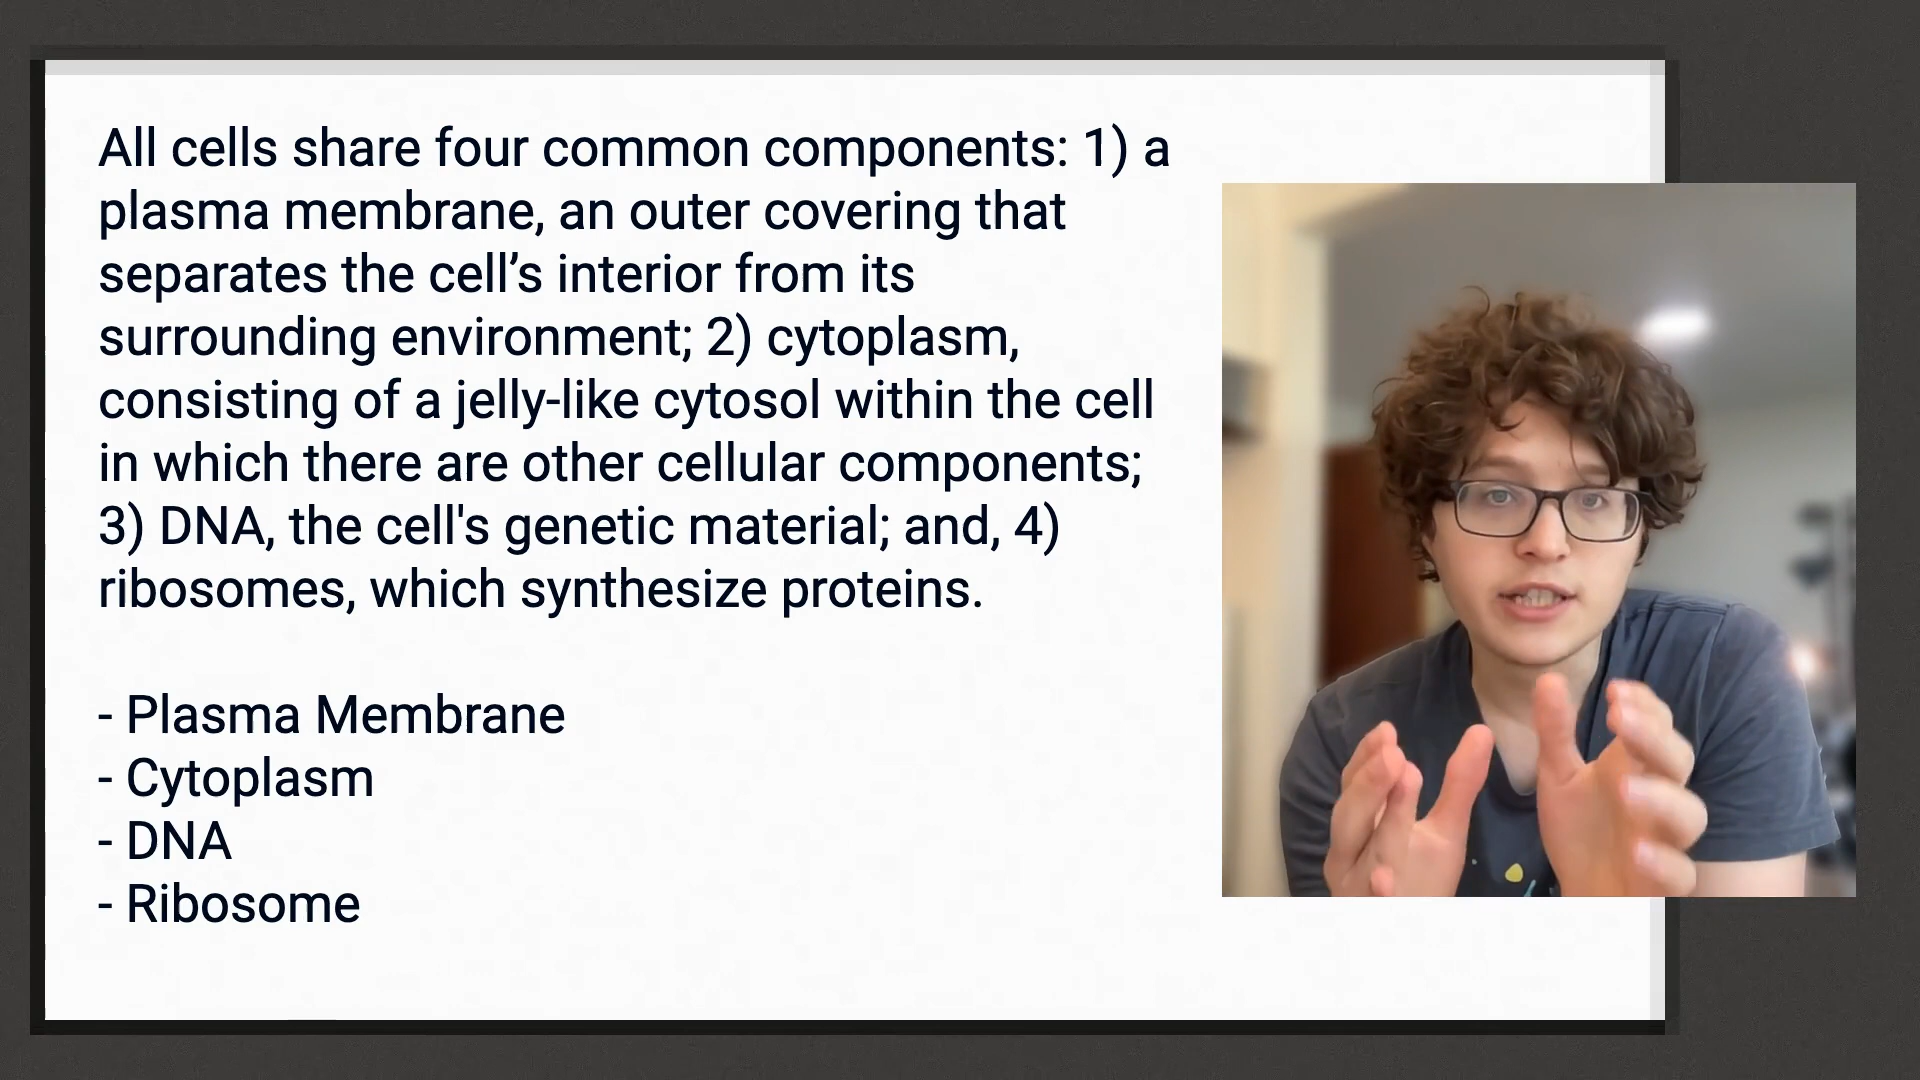 All cells share four common components: 1) a
plasma membrane, an outer covering that
separates the cell’s interior from its
surrounding environment; 2) cytoplasm,
consisting of a jelly-like cytosol within the cell
in which there are other cellular components;
3) DNA, the cell's genetic material; and, 4)
ribosomes, which synthesize proteins.
- Plasma Membrane
- Cytoplasm
- DNA
- Ribosome